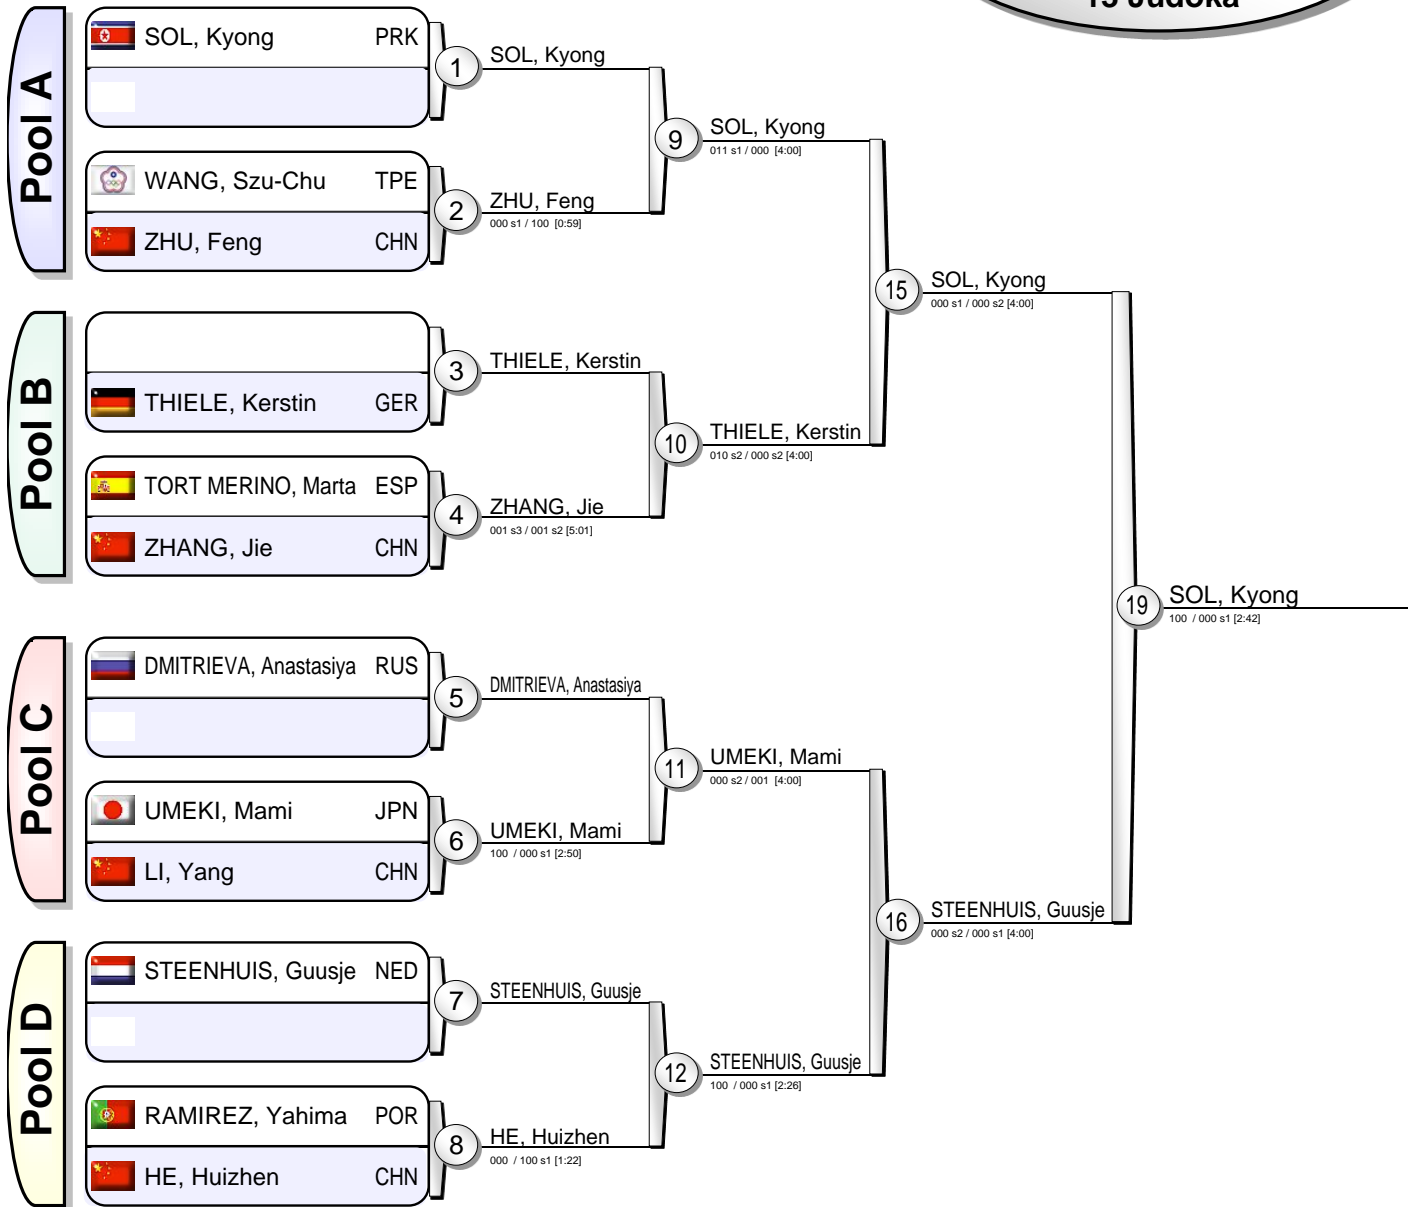 13 Judoka
Pool A
SOL, Kyong PRK
WANG, Szu-Chu TPE
ZHU, Feng CHN
1
SOL, Kyong
2
ZHU, Feng
000 s1 / 100 [0:59]
9
SOL, Kyong
011 s1 / 000 [4:00]
Pool B
THIELE, Kerstin GER
TORT MERINO, Marta ESP
ZHANG, Jie CHN
3
THIELE, Kerstin
4
ZHANG, Jie
001 s3 / 001 s2 [5:01]
10
THIELE, Kerstin
010 s2 / 000 s2 [4:00]
15
SOL, Kyong
000 s1 / 000 s2 [4:00]
Pool C
DMITRIEVA, Anastasiya RUS
UMEKI, Mami JPN
LI, Yang CHN
5
DMITRIEVA, Anastasiya
6
UMEKI, Mami
100 / 000 s1 [2:50]
11
UMEKI, Mami
000 s2 / 001 [4:00]
Pool D
STEENHUIS, Guusje NED
RAMIREZ, Yahima POR
HE, Huizhen CHN
7
STEENHUIS, Guusje
8
HE, Huizhen
000 / 100 s1 [1:22]
12
STEENHUIS, Guusje
100 / 000 s1 [2:26]
16
STEENHUIS, Guusje
000 s2 / 000 s1 [4:00]
19
SOL, Kyong
100 / 000 s1 [2:42]